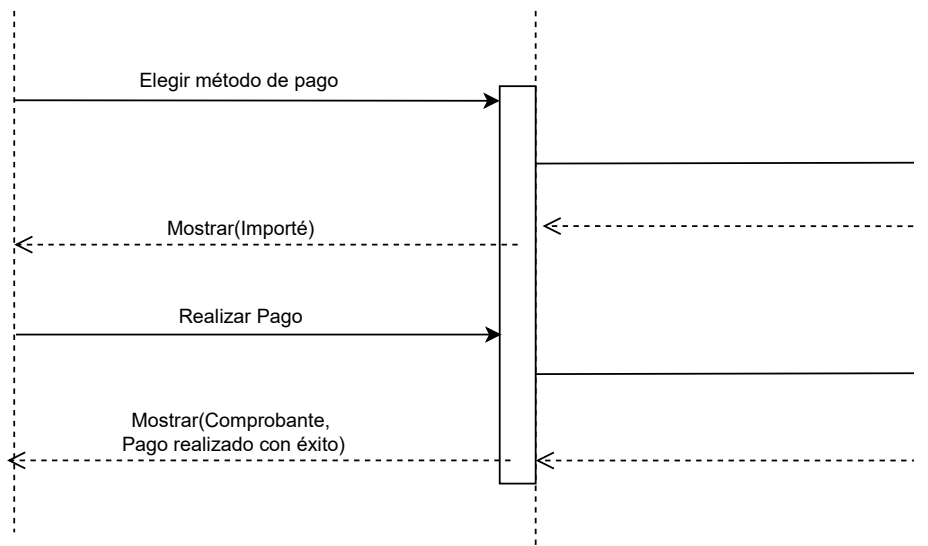 Elegir método de pago
Mostrar(Importé)
Realizar Pago
Mostrar(Comprobante,
Pago realizado con éxito)